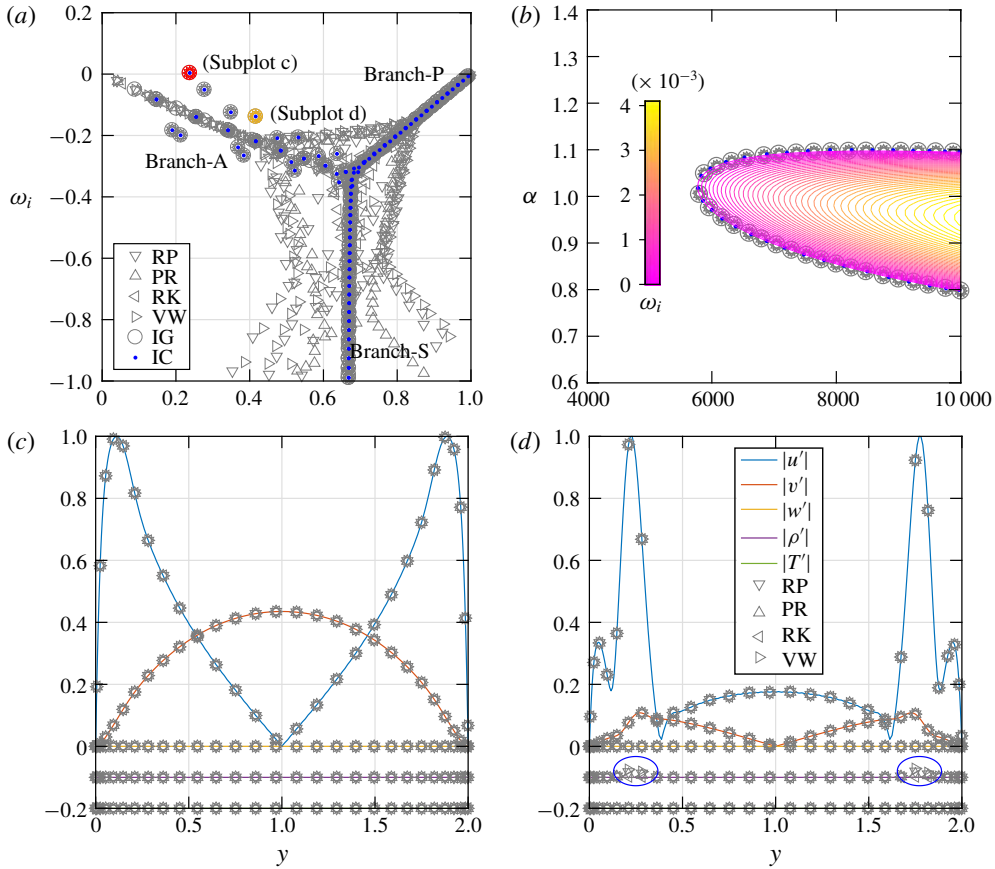 (a)
0
−0.2
−0.4
−0.6
−0.8
−1.0
ωi
(Subplot c)
(Subplot d)
Branch-P
Branch-A
Branch-S
RP
PR
RK
VW
IG
IC
0 0.2 0.4 0.6 0.8 1.0
(b)
1.4
1.3
1.2
1.1
1.0
0.9
0.8
0.7
0.6
α
(× 10−3)
4
3
2
1
0
ωi
4000 6000 8000 10 000
(c)
1.0
0.8
0.6
0.4
0.2
0
−0.2
0 0.5 1.0 1.5 2.0
y
(d)
1.0
0.8
0.6
0.4
0.2
0
−0.2
|u′|
|v′|
|w′|
|ρ′|
|T′|
RP
PR
RK
VW
0 0.5 1.0 1.5 2.0
y